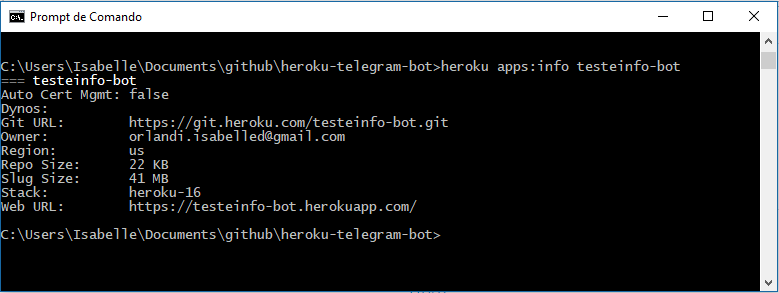 Prompt de Comando
C:\Users\Isabelle\Documents\github\heroku-telegram-bot>heroku apps:info testeinfo-bot
=== testeinfo-bot
Auto Cert Mgmt: false
Dynos:
Git URL:        https://git.heroku.com/testeinfo-bot.git
Owner:          orlandi.isabelled@gmail.com
Region:         us
Repo Size:      22 KB
Slug Size:      41 MB
Stack:          heroku-16
Web URL:        https://testeinfo-bot.herokuapp.com/
C:\Users\Isabelle\Documents\github\heroku-telegram-bot>